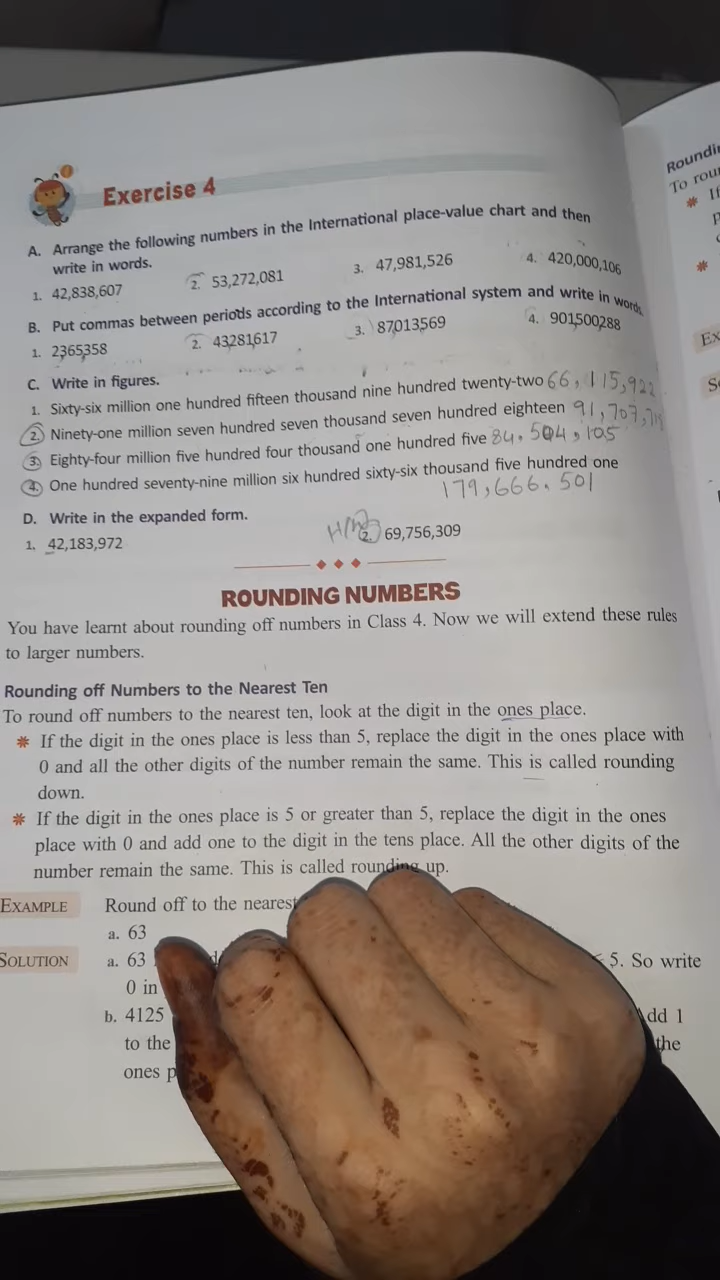 Exercise 4
A. Arrange the following numbers in the International place-value chart and then
write in words.
1. 42,838,607 2. 53,272,081 3. 47,981,526 4. 420,000,106
B. Put commas between periods according to the International system and write in words.
1. 2365358 2. 43281617 3. 87013569 4. 901500288
C. Write in figures.
1. Sixty-six million one hundred fifteen thousand nine hundred twenty-two 66,115,922
2. Ninety-one million seven hundred seven thousand seven hundred eighteen 91,707,718
3. Eighty-four million five hundred four thousand one hundred five 84,504,105
4. One hundred seventy-nine million six hundred sixty-six thousand five hundred one
179,666.501
D. Write in the expanded form.
1. 42,183,972 H/W 2. 69,756,309
ROUNDING NUMBERS
You have learnt about rounding off numbers in Class 4. Now we will extend these rules
to larger numbers.
Rounding off Numbers to the Nearest Ten
To round off numbers to the nearest ten, look at the digit in the ones place.
* If the digit in the ones place is less than 5, replace the digit in the ones place with
0 and all the other digits of the number remain the same. This is called rounding
down.
* If the digit in the ones place is 5 or greater than 5, replace the digit in the ones
place with 0 and add one to the digit in the tens place. All the other digits of the
number remain the same. This is called rounding up.
EXAMPLE Round off to the nearest
a. 63
SOLUTION a. 63 5. So write
0 in
b. 4125 Add 1
to the the
ones
To
Ex